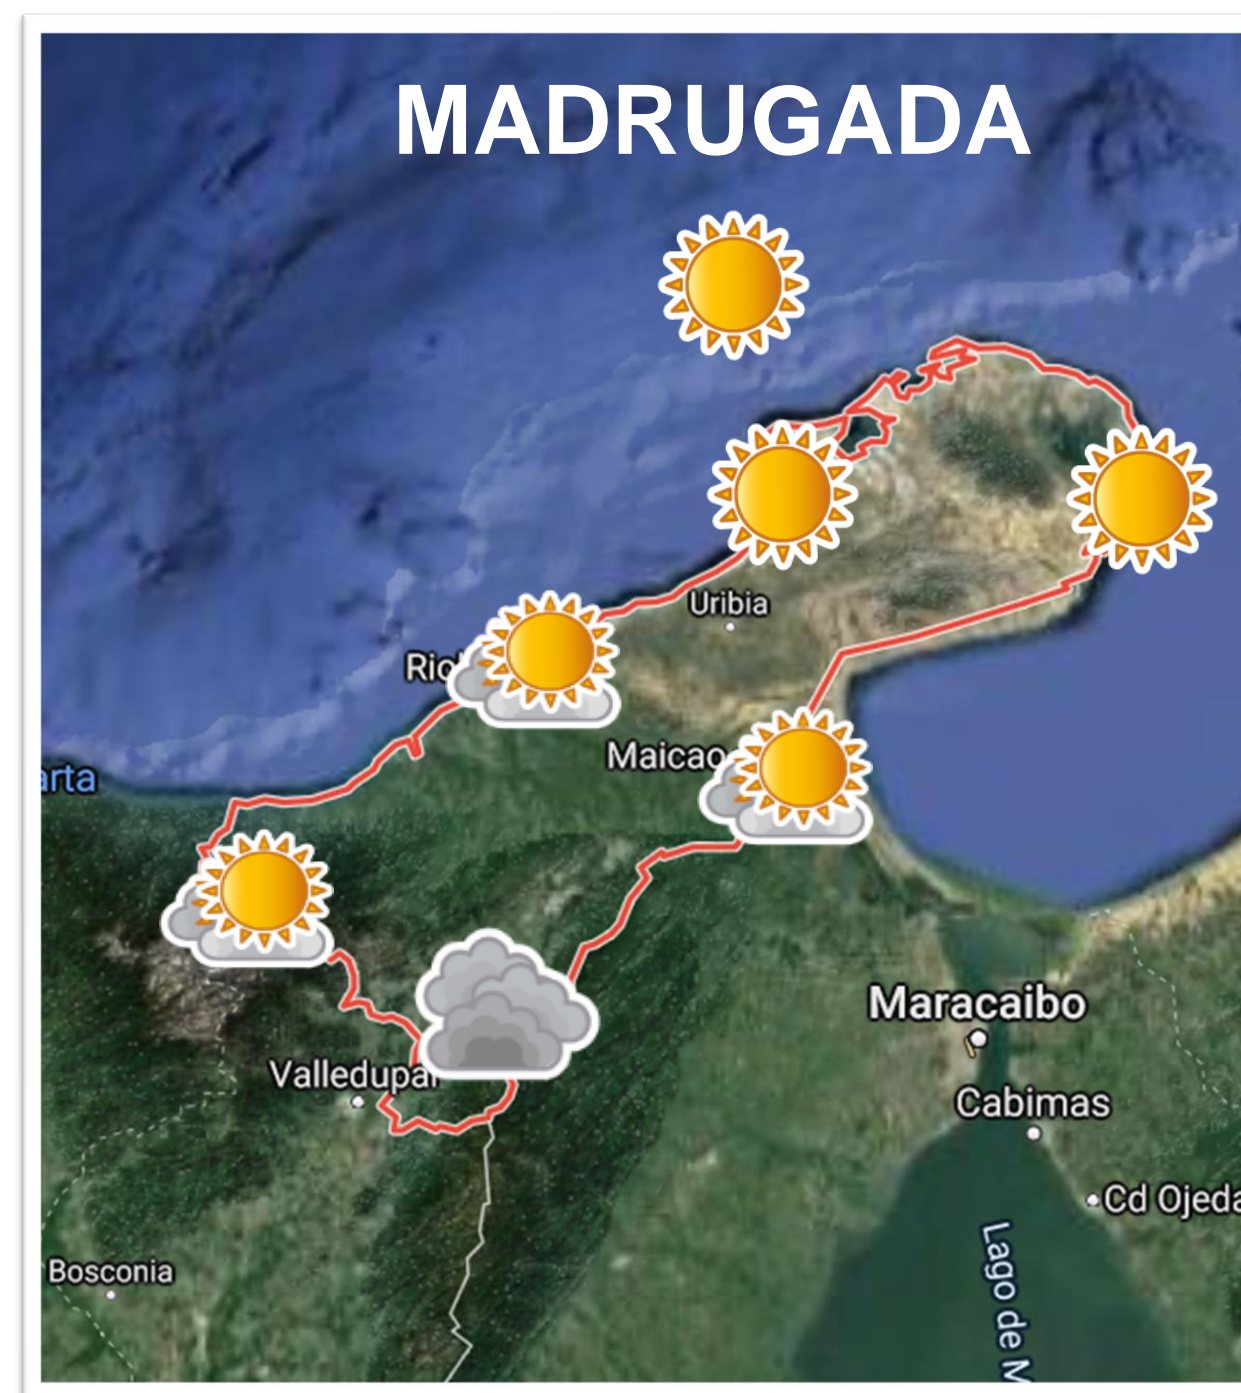 MADRUGADA
Uribia
Rio
Maicao
arta
Maracaibo
Valledupar
Cabimas
Cd Ojeda
Bosconia
Lago de M